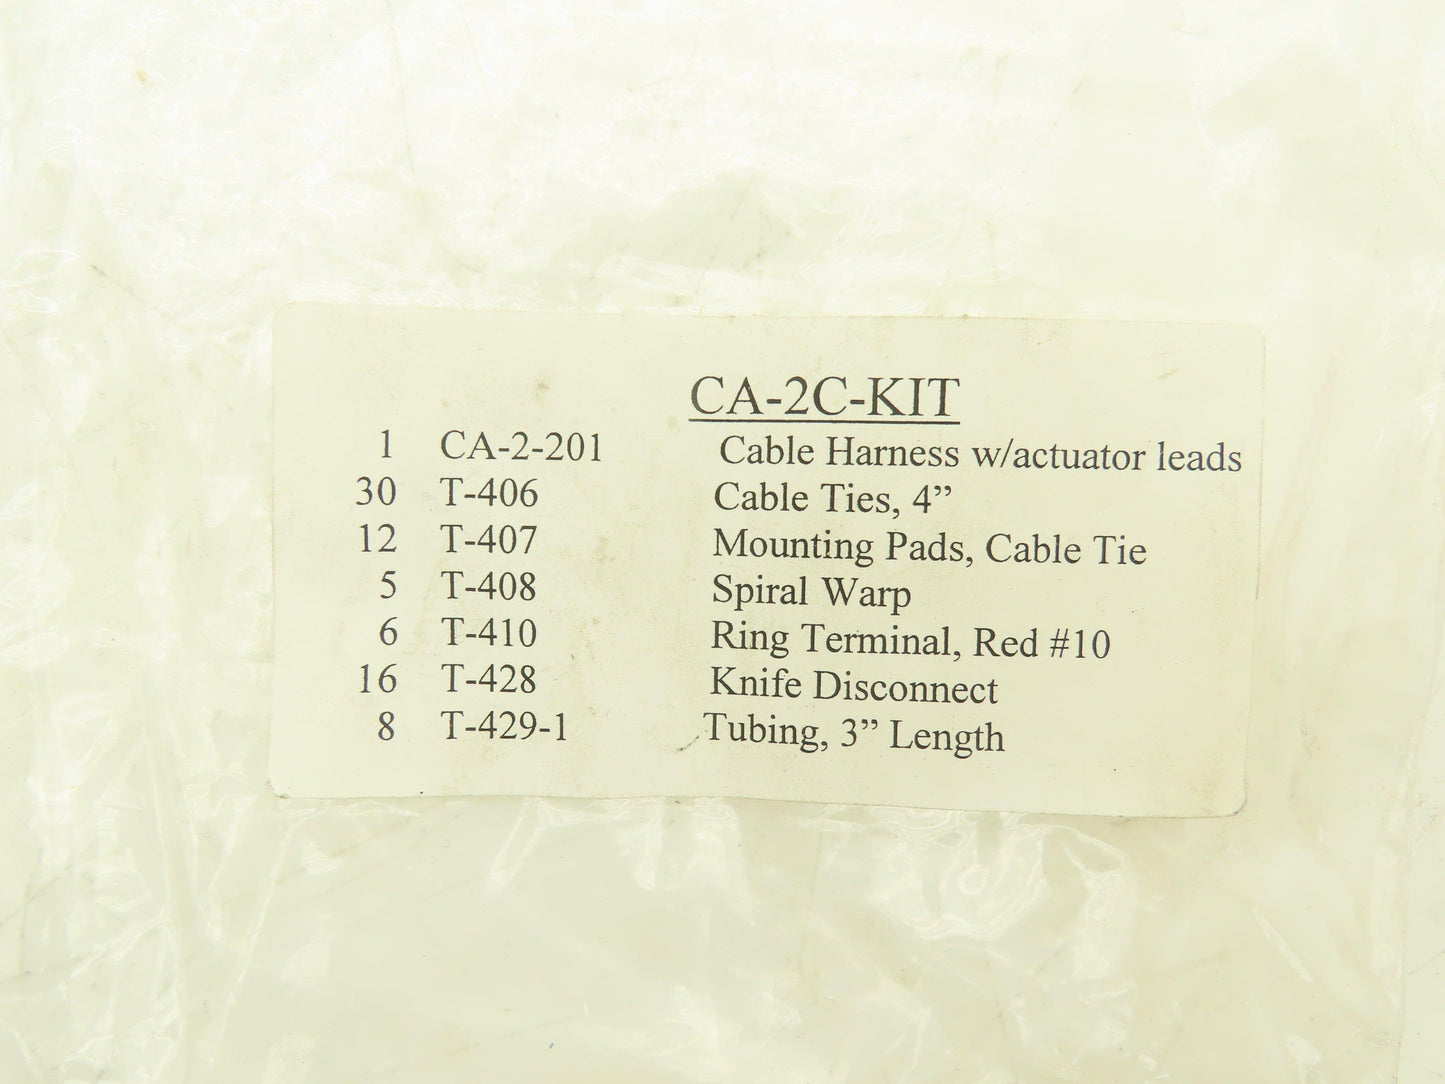 CA-2C-KIT
1 CA-2-201 Cable Harness w/actuator leads
30 T-406 Cable Ties, 4”
12 T-407 Mounting Pads, Cable Tie
5 T-408 Spiral Warp
6 T-410 Ring Terminal, Red #10
16 T-428 Knife Disconnect
8 T-429-1 Tubing, 3” Length